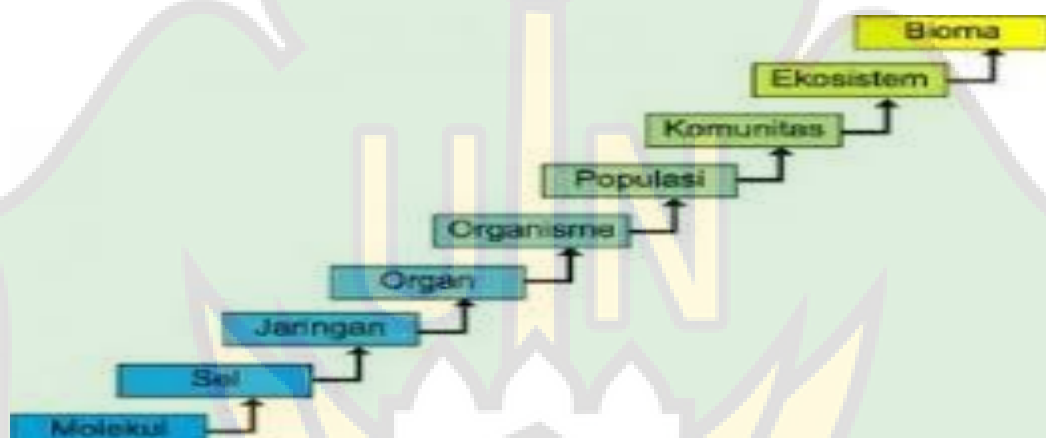 Bioma
Ekosistem
Komunitas
Populasi
Organisme
Organ
Jaringan
Sel
Molekul
UIN